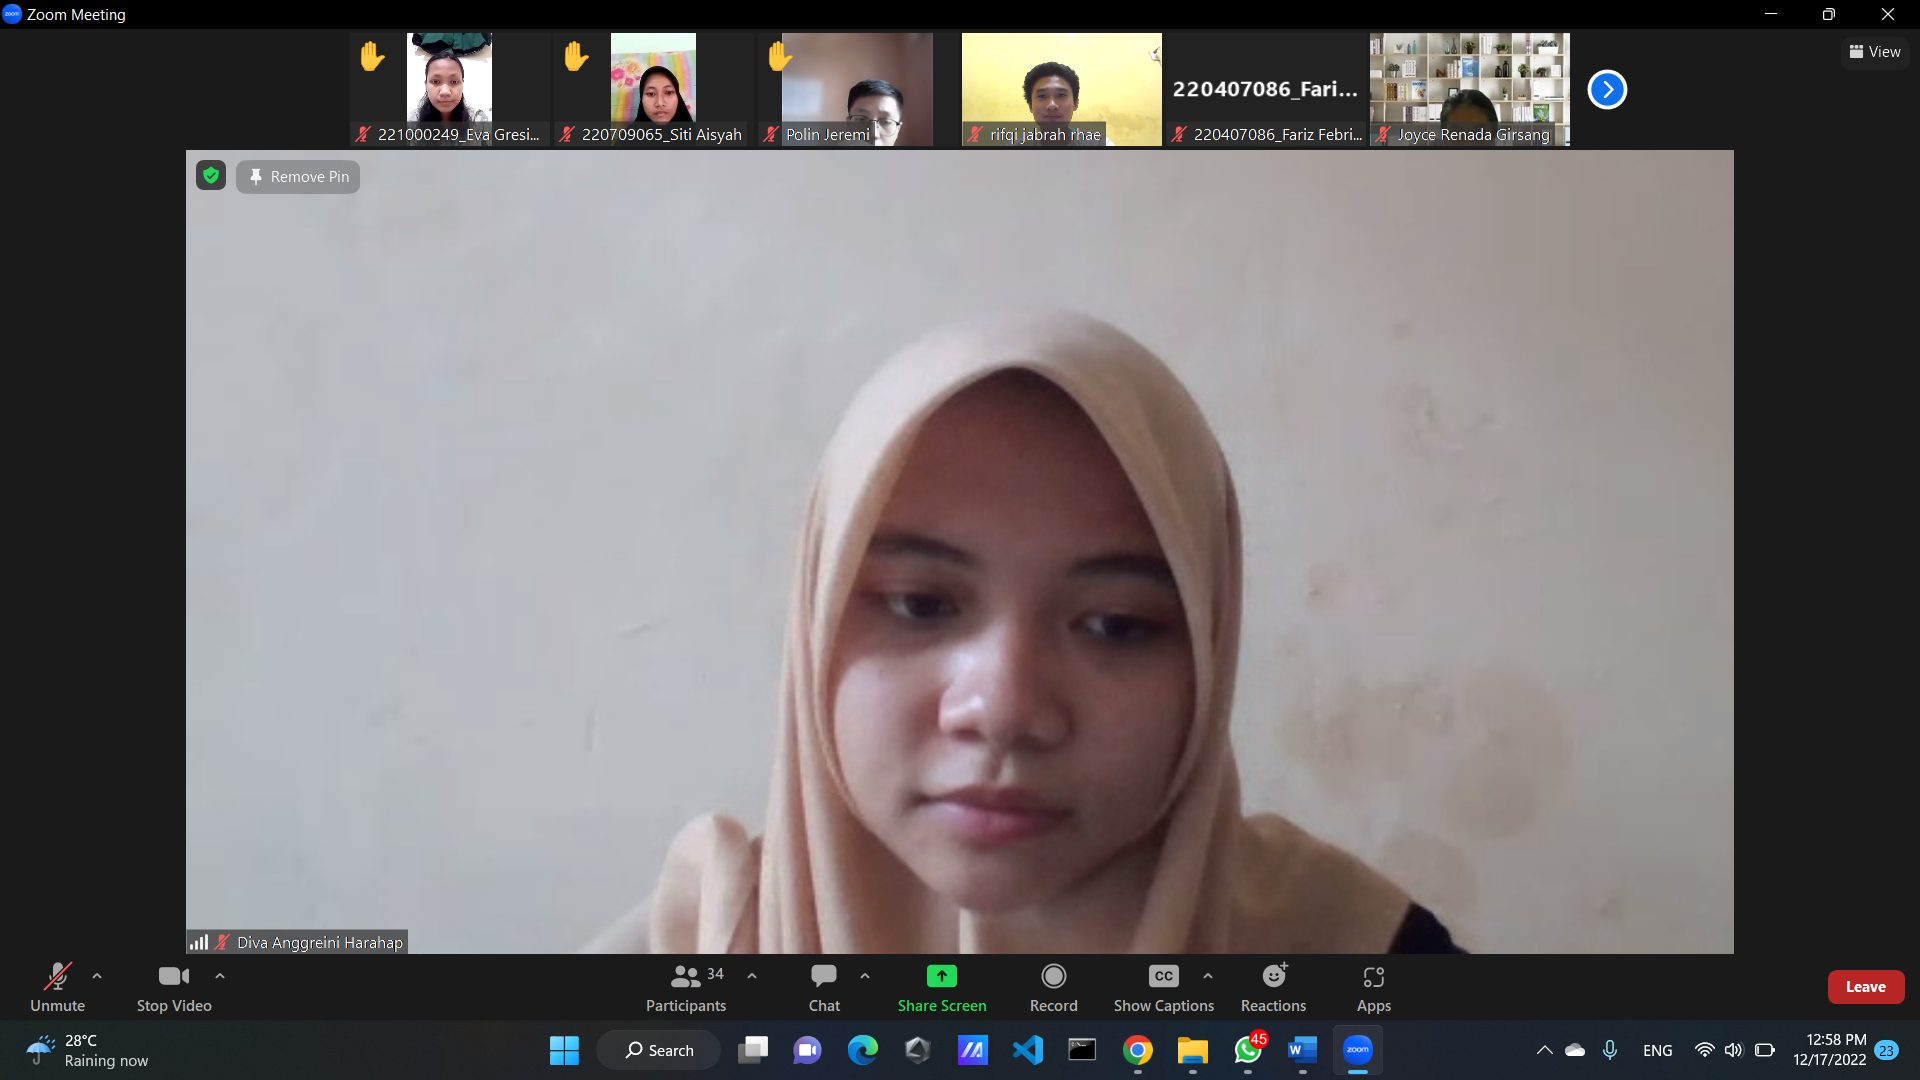 zoom Zoom Meeting
View
221000249_Eva Gresi...
220709065_Siti Aisyah
Polin Jeremi
rifqi jabrah rhae
220407086_Fari...
220407086_Fariz Febri...
Joyce Renada Girsang
Remove Pin
Diva Anggreini Harahap
Unmute
Stop Video
34
Participants
Chat
Share Screen
Record
CC
Show Captions
Reactions
Apps
Leave
28°C
Raining now
Search
45
W
zoom
ENG
12:58 PM
12/17/2022
23